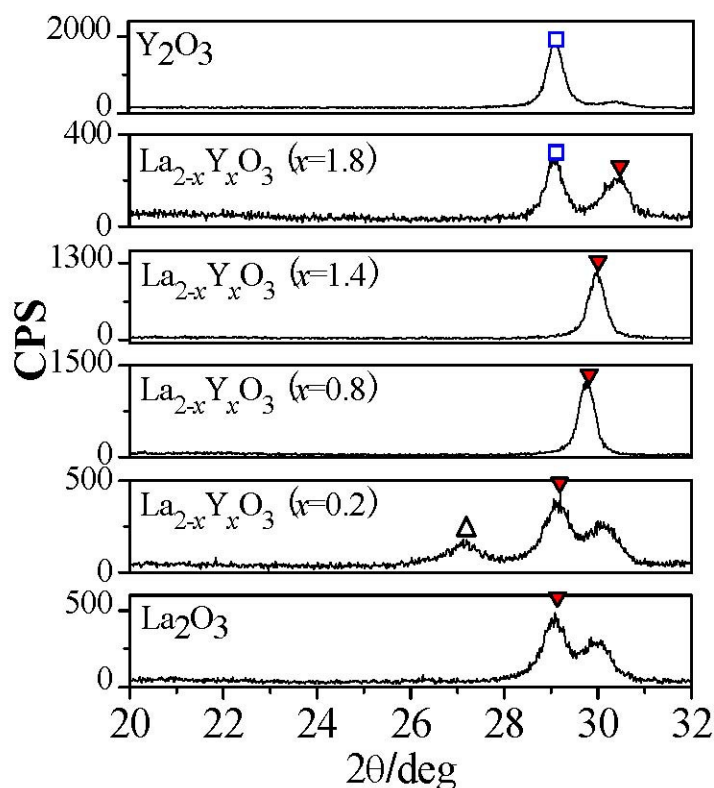 2000
0
Y₂O₃
400
200
0
La₂₋ₓYₓO₃ (x=1.8)
1300
0
La₂₋ₓYₓO₃ (x=1.4)
1500
0
La₂₋ₓYₓO₃ (x=0.8)
500
0
La₂₋ₓYₓO₃ (x=0.2)
500
0
La₂O₃
CPS
20 22 24 26 28 30 32
2θ/deg